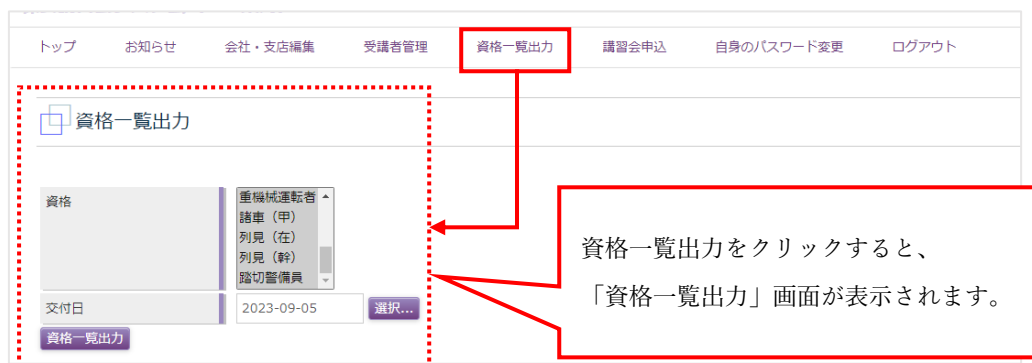 トップ お知らせ 会社・支店編集 受講者管理 資格一覧出力 講習会申込 自身のパスワード変更 ログアウト
資格一覧出力
資格
重機械運転者
諸車（甲）
列見（在）
列見（幹）
踏切警備員
交付日 2023-09-05 選択...
資格一覧出力
資格一覧出力をクリックすると、
「資格一覧出力」画面が表示されます。